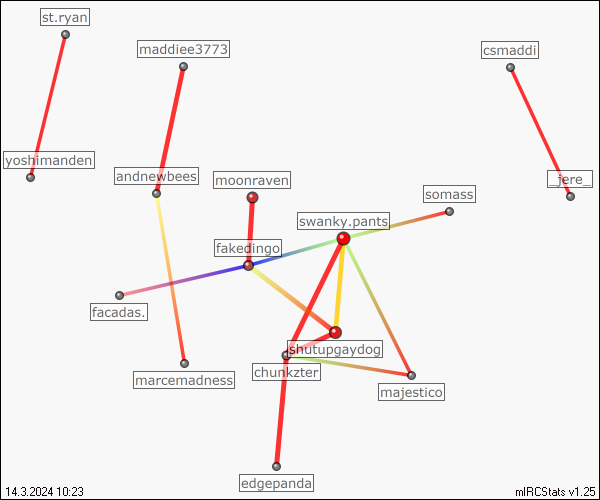 st.ryan
maddiee3773
csmaddi
yoshimanden
andnewbees
moonraven
_jere_
somass
swanky.pants
fakedingo
facadas.
shutupgaydog
chunkzter
marcemadness
majestico
edgepanda
14.3.2024 10:23
mIRCStats v1.25